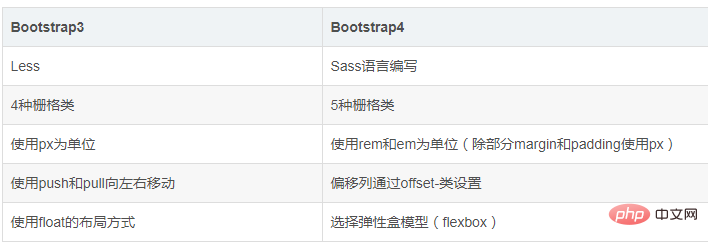 Bootstrap3 Bootstrap4
Less Sass语言编写
4种栅格类 5种栅格类
使用px为单位 使用rem和em为单位（除部分margin和padding使用px）
使用push和pull向左右移动 偏移列通过offset-类设置
使用float的布局方式 选择弹性盒模型（flexbox）
php 中文网